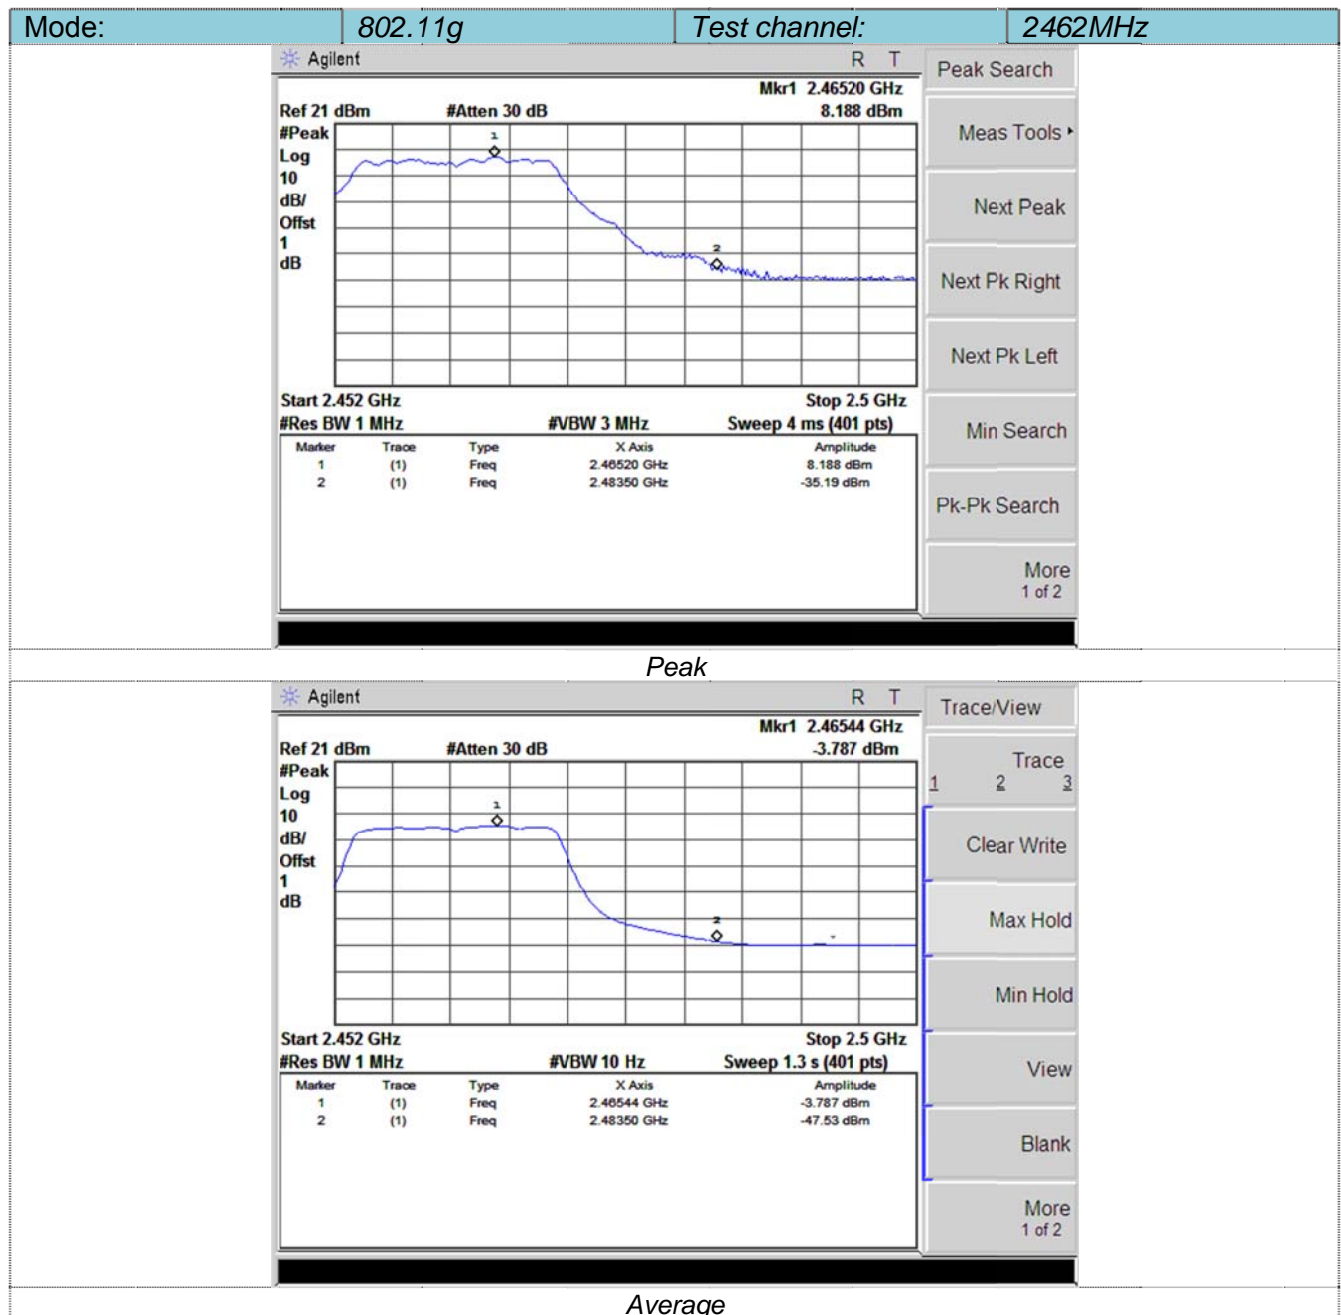 Mode: 802.11g Test channel: 2462MHz
Agilent R T
Peak Search
Mkr1 2.46520 GHz
Ref 21 dBm #Atten 30 dB 8.188 dBm
#Peak
Log
10
dB/
Offst
1
dB
1
2
Meas Tools
Next Peak
Next Pk Right
Next Pk Left
Min Search
Pk-Pk Search
More
1 of 2
Start 2.452 GHz Stop 2.5 GHz
#Res BW 1 MHz #VBW 3 MHz Sweep 4 ms (401 pts)
Marker Trace Type X Axis Amplitude
1 (1) Freq 2.46520 GHz 8.188 dBm
2 (1) Freq 2.48350 GHz -35.19 dBm
Peak
Agilent R T
Trace/View
Mkr1 2.46544 GHz
Ref 21 dBm #Atten 30 dB -3.787 dBm
#Peak
Log
10
dB/
Offst
1
dB
1
2
Trace
1 2 3
Clear Write
Max Hold
Min Hold
View
Blank
More
1 of 2
Start 2.452 GHz Stop 2.5 GHz
#Res BW 1 MHz #VBW 10 Hz Sweep 1.3 s (401 pts)
Marker Trace Type X Axis Amplitude
1 (1) Freq 2.46544 GHz -3.787 dBm
2 (1) Freq 2.48350 GHz -47.53 dBm
Average